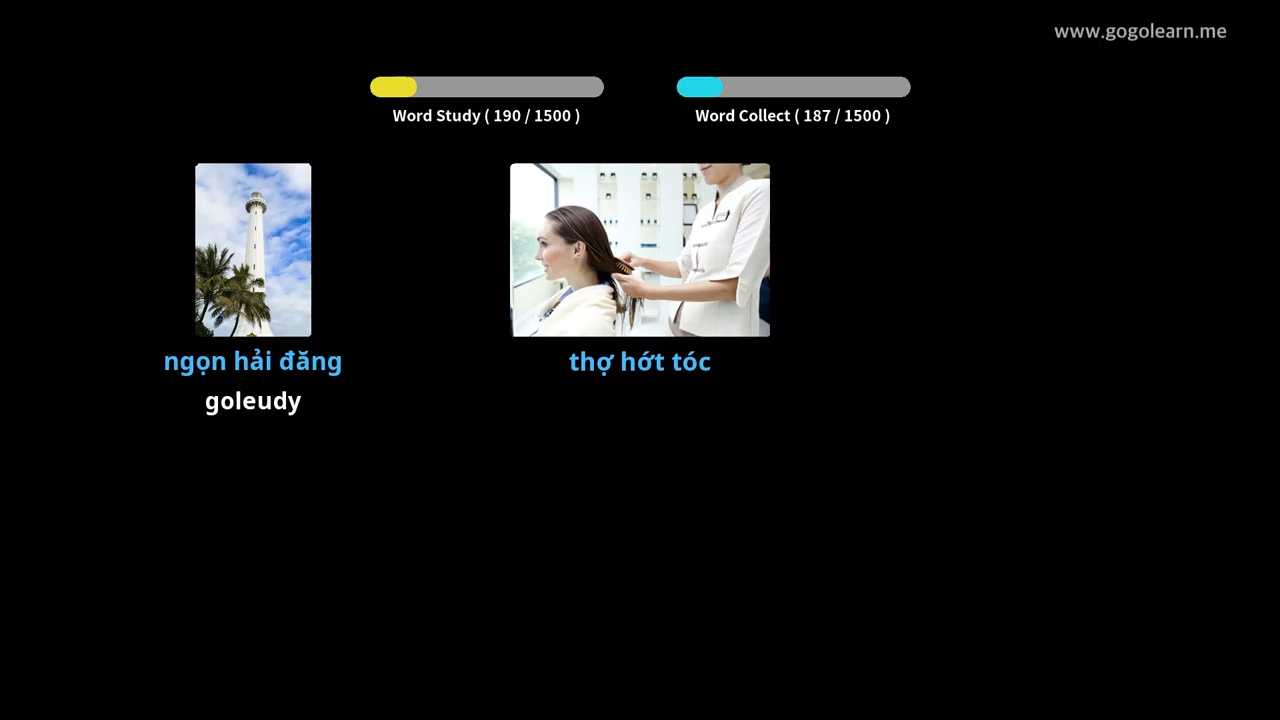 www.gogolearn.me
Word Study ( 190 / 1500 )
Word Collect ( 187 / 1500 )
ngọn hải đăng
goleudy
thợ hớt tóc